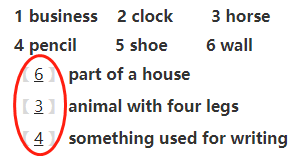 1 business 2 clock 3 horse
4 pencil 5 shoe 6 wall
【 6 】 part of a house
【 3 】 animal with four legs
【 4 】 something used for writing